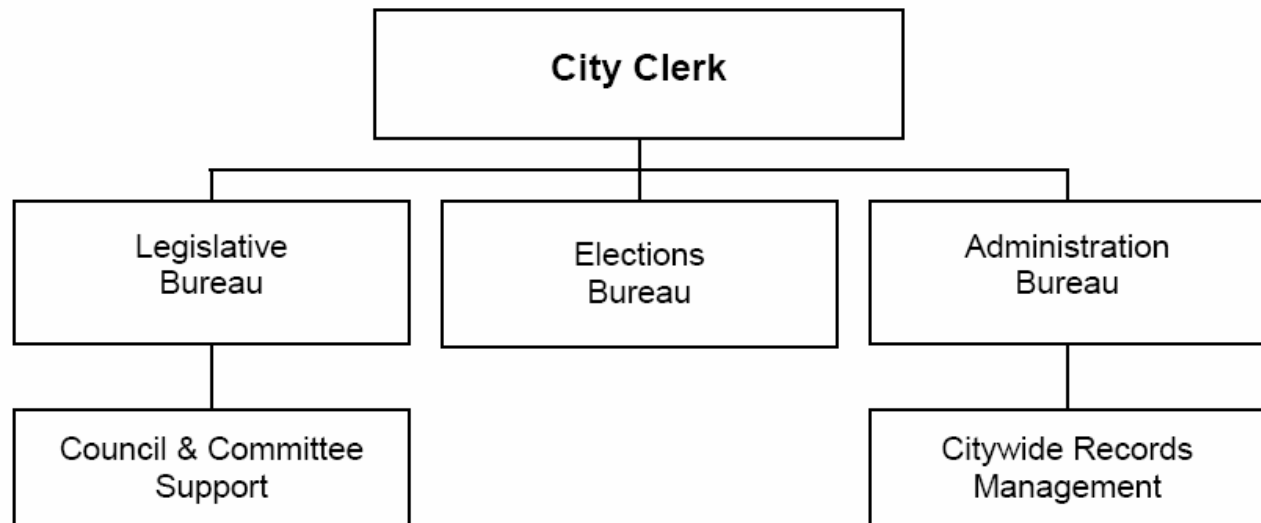 City Clerk
Legislative
Bureau
Elections
Bureau
Administration
Bureau
Council & Committee
Support
Citywide Records
Management